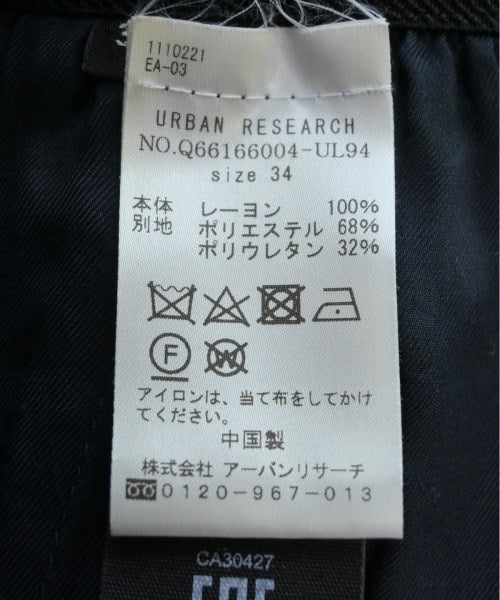 3
1110221
EA-03
URBAN RESEARCH
NO.Q66166004-UL94
size 34
本体 レーヨン 100%
別地 ポリエステル 68%
ポリウレタン 32%
F W
アイロンは、当て布をしてかけ
てください。
中国製
株式会社 アーバンリサーチ
0120-967-013
CA30427